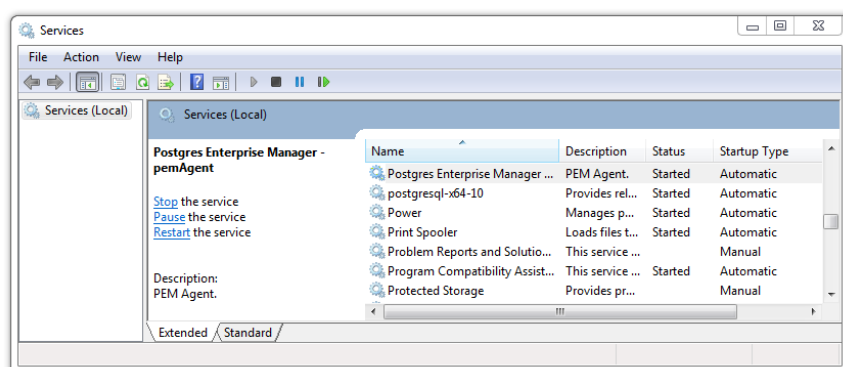 Services
File Action View Help
Services (Local)
Services (Local)
Postgres Enterprise Manager -
pemAgent
Stop the service
Pause the service
Restart the service
Description:
PEM Agent.
Name Description Status Startup Type
Postgres Enterprise Manager ... PEM Agent. Started Automatic
postgresql-x64-10 Provides rel... Started Automatic
Power Manages p... Started Automatic
Print Spooler Loads files t... Started Automatic
Problem Reports and Solutio... This service ... Manual
Program Compatibility Assist... This service ... Started Automatic
Protected Storage Provides pr... Manual
Extended Standard